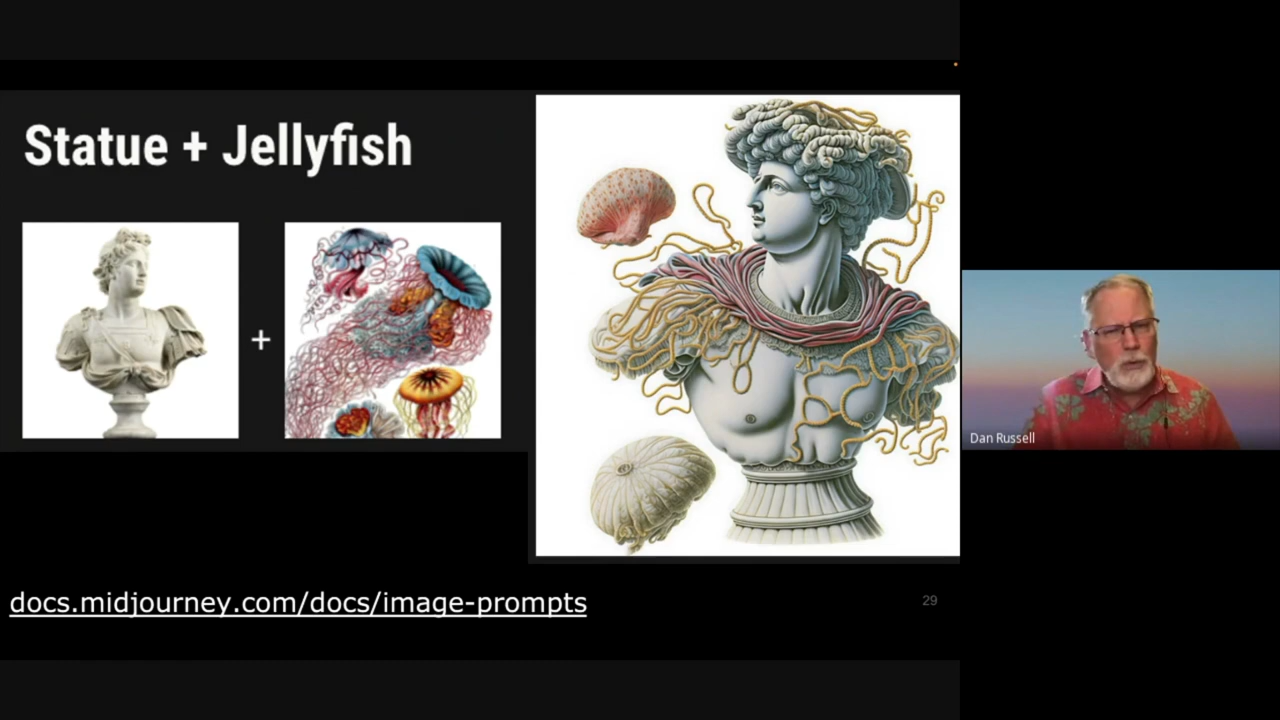 Statue + Jellyfish
+
docs.midjourney.com/docs/image-prompts
29
Dan Russell